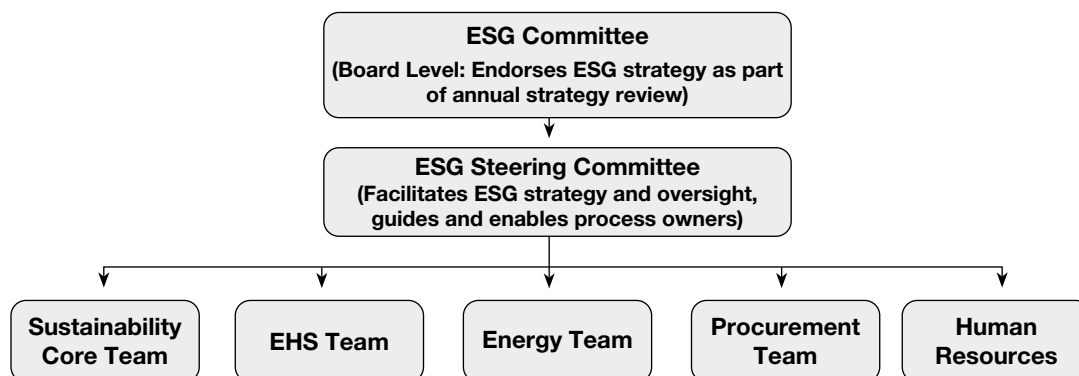 ESG Committee
(Board Level: Endorses ESG strategy as part
of annual strategy review)
ESG Steering Committee
(Facilitates ESG strategy and oversight,
guides and enables process owners)
Sustainability
Core Team
EHS Team
Energy Team
Procurement
Team
Human
Resources